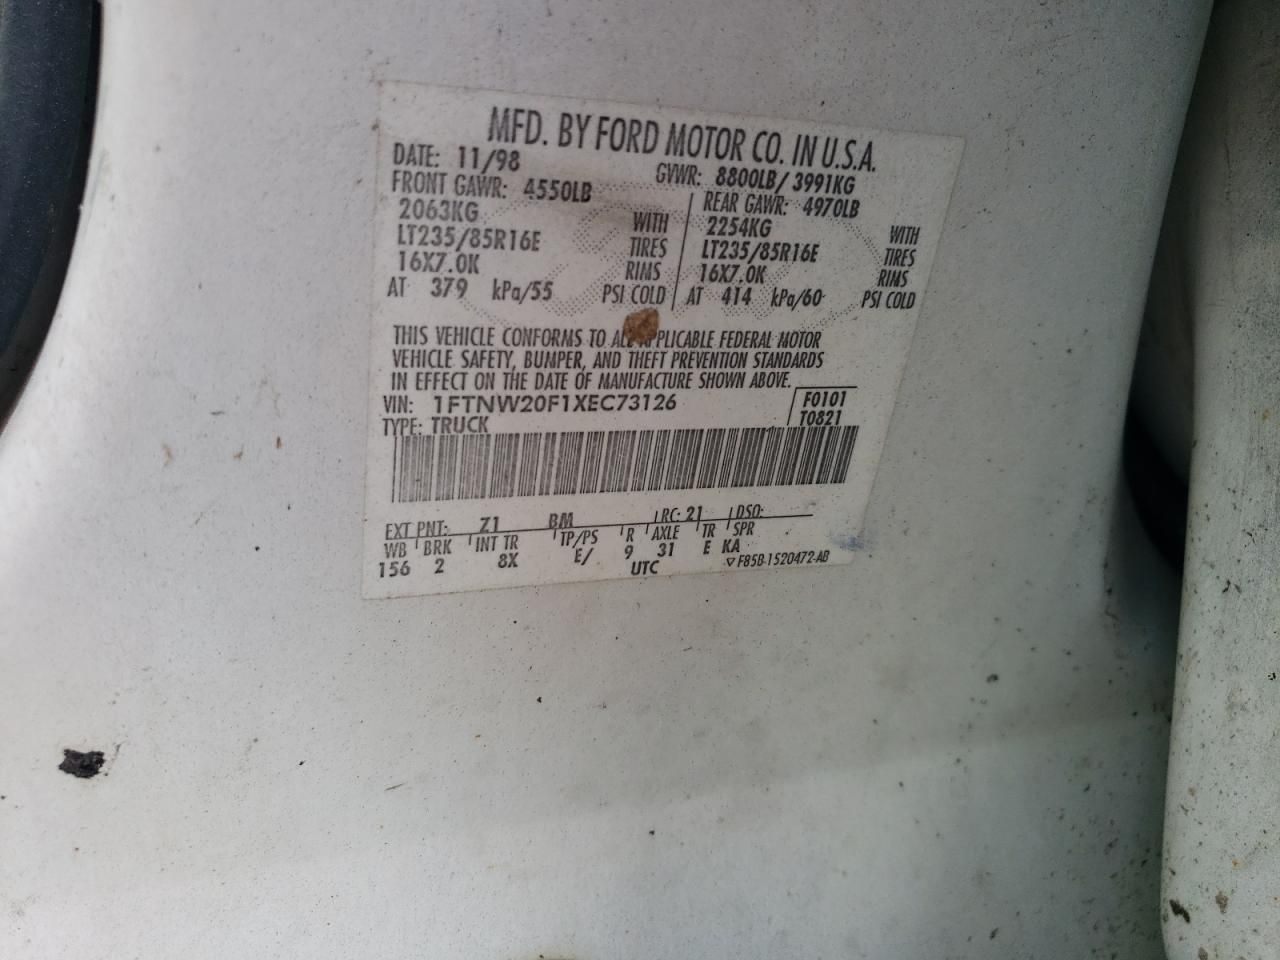 MFD. BY FORD MOTOR CO. IN U.S.A.
DATE: 11/98 GVWR: 8800LB/ 3991KG
FRONT GAWR: 4550LB REAR GAWR: 4970LB
2063KG WITH 2254KG WITH
LT235/85R16E TIRES LT235/85R16E TIRES
16X7.0K RIMS 16X7.0K RIMS
AT 379 kPa/55 PSI COLD AT 414 kPa/60 PSI COLD
THIS VEHICLE CONFORMS TO ALL APPLICABLE FEDERAL MOTOR
VEHICLE SAFETY, BUMPER, AND THEFT PREVENTION STANDARDS
IN EFFECT ON THE DATE OF MANUFACTURE SHOWN ABOVE.
VIN: 1FTNW20F1XEC73126 F0101
TYPE: TRUCK T0821
EXT PNT: Z1 BM RC: 21 DSO:
WB BRK INT TR TP/PS R AXLE TR SPR
156 2 8X E/ 9 31 E KA
UTC ▽ F85B-1520472-AB